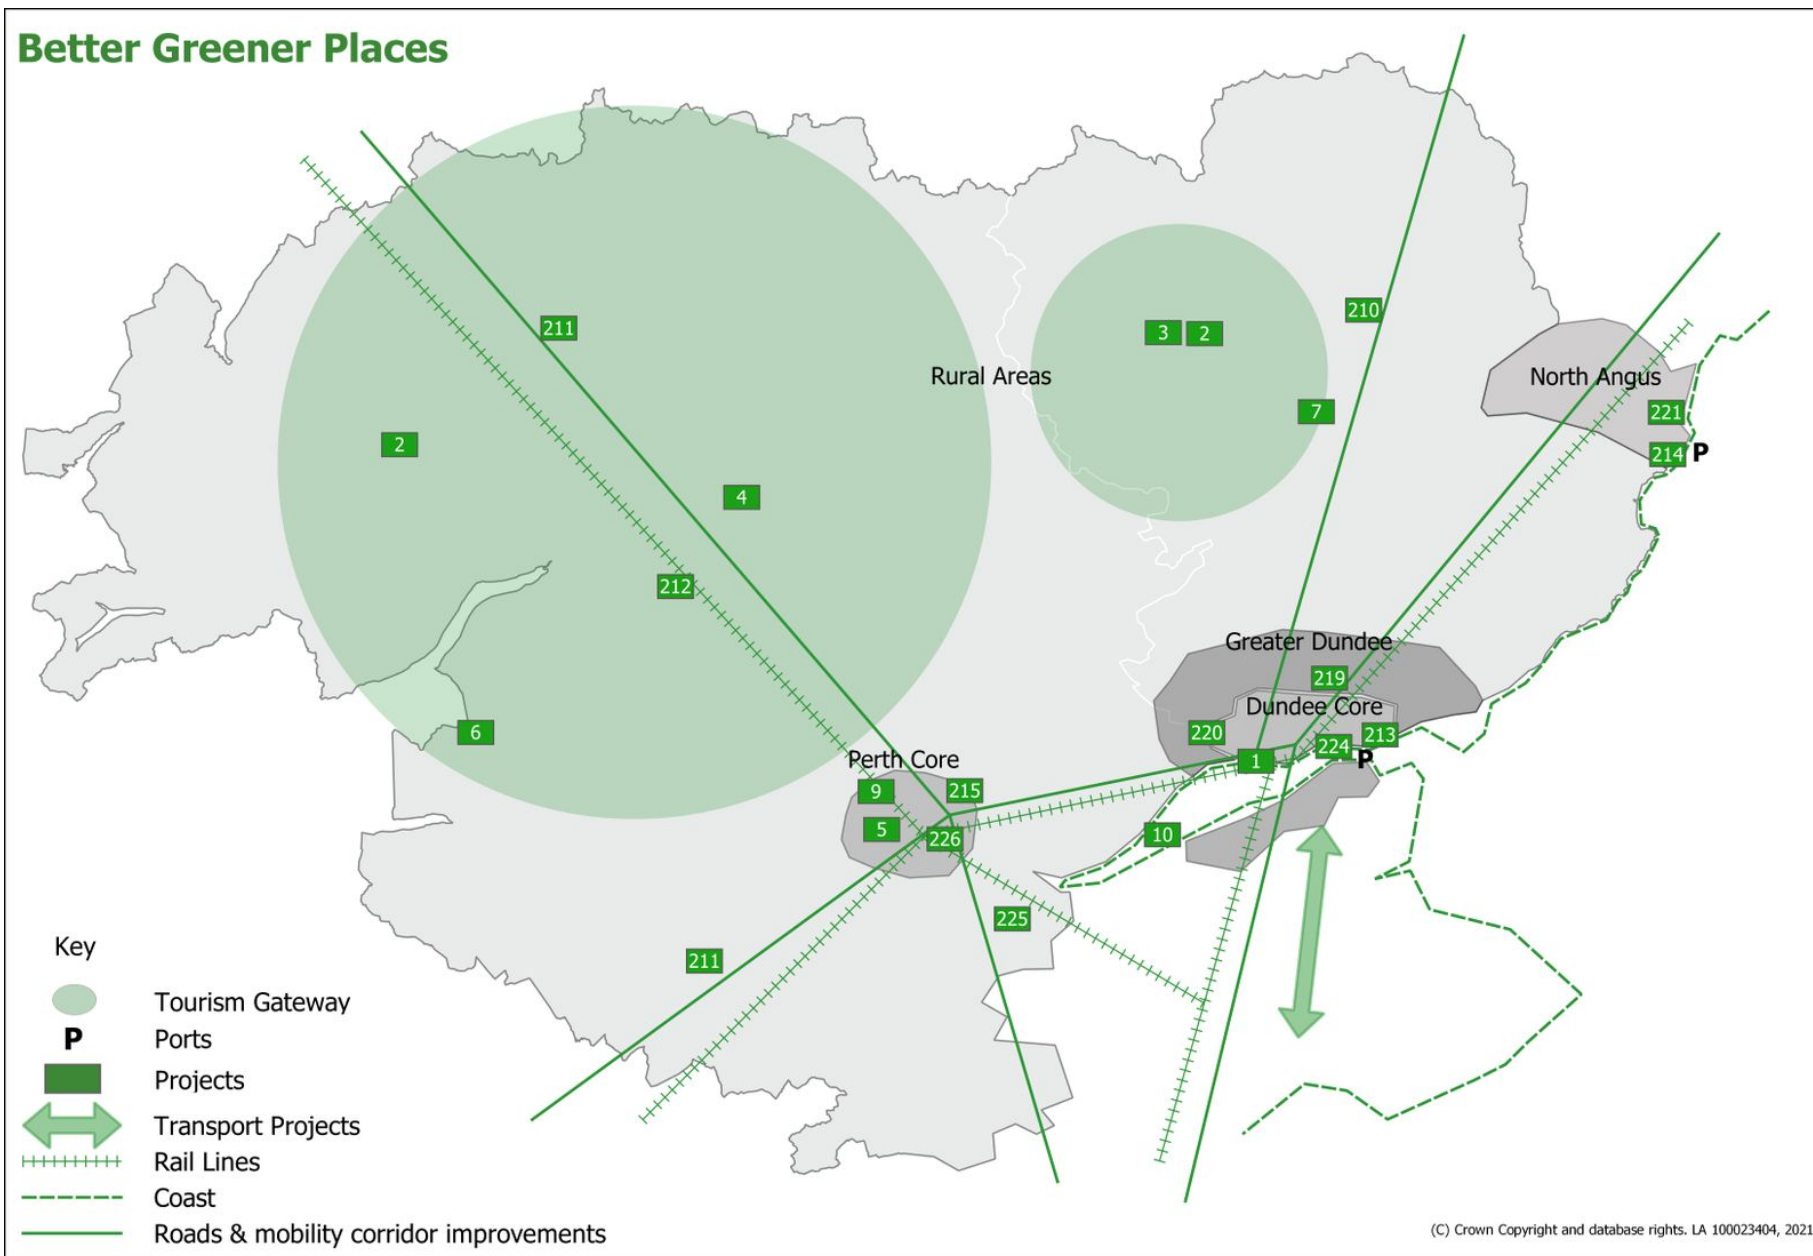 Better Greener Places
211
210
3
2
Rural Areas
North Angus
7
221
2
214
P
4
212
Greater Dundee
219
Dundee Core
6
220
213
224
Perth Core
1
P
9
215
5
226
10
225
211
Key
Tourism Gateway
P
Ports
Projects
Transport Projects
Rail Lines
Coast
Roads & mobility corridor improvements
(C) Crown Copyright and database rights. LA 100023404, 2021